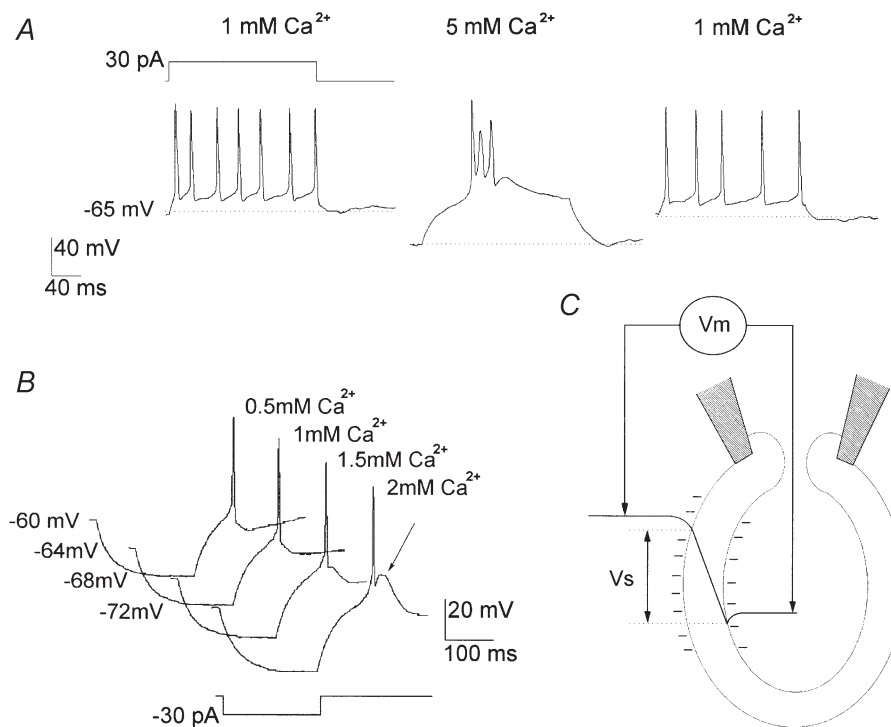 A
1 mM Ca²⁺
5 mM Ca²⁺
1 mM Ca²⁺
30 pA
-65 mV
40 mV
40 ms
B
0.5mM Ca²⁺
1mM Ca²⁺
1.5mM Ca²⁺
2mM Ca²⁺
-60 mV
-64mV
-68mV
-72mV
20 mV
100 ms
-30 pA
C
Vm
Vs